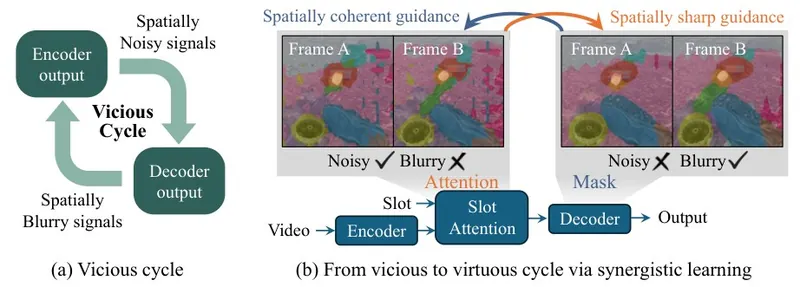 Spatially
Noisy signals
Encoder
output
Vicious
Cycle
Decoder
output
Spatially
Blurry signals
(a) Vicious cycle
Spatially coherent guidance
Spatially sharp guidance
Frame A
Frame B
Frame A
Frame B
Noisy ✓ Blurry ✗
Noisy ✗ Blurry ✓
Attention
Mask
Slot
Video
Encoder
Slot
Attention
Decoder
Output
(b) From vicious to virtuous cycle via synergistic learning